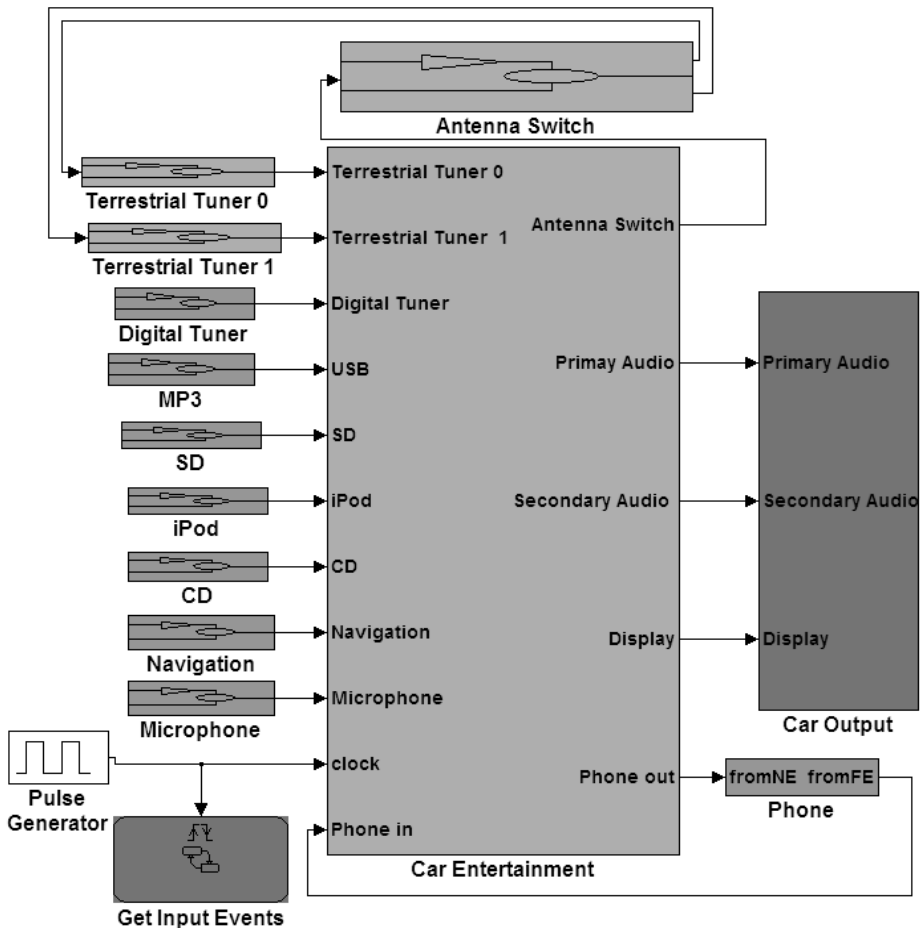 Antenna Switch
Terrestrial Tuner 0
Terrestrial Tuner 0
Antenna Switch
Terrestrial Tuner 1
Terrestrial Tuner 1
Digital Tuner
Digital Tuner
Primay Audio
Primary Audio
USB
MP3
SD
SD
iPod
Secondary Audio
Secondary Audio
iPod
CD
CD
Navigation
Display
Display
Navigation
Microphone
Microphone
Car Output
clock
Phone out
fromNE fromFE
Pulse
Generator
Phone
Phone in
Car Entertainment
Get Input Events